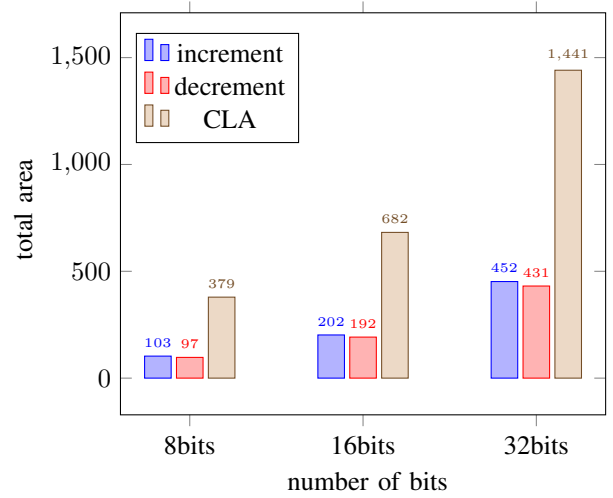 increment
decrement
CLA
total area
1,500
1,000
500
0
103
97
379
202
192
682
452
431
1,441
8bits
16bits
32bits
number of bits